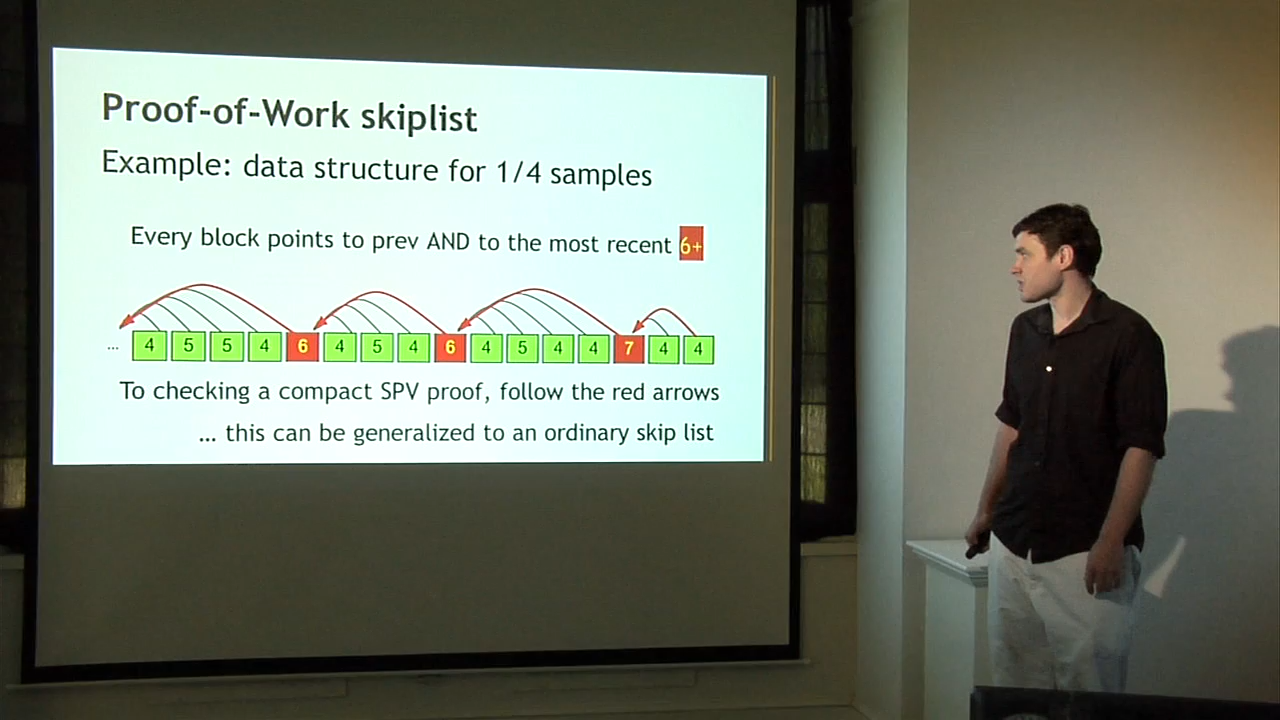 Proof-of-Work skiplist
Example: data structure for 1/4 samples
Every block points to prev AND to the most recent 6+
... 4 5 5 4 6 4 5 4 6 4 5 4 4 7 4 4
To checking a compact SPV proof, follow the red arrows
... this can be generalized to an ordinary skip list